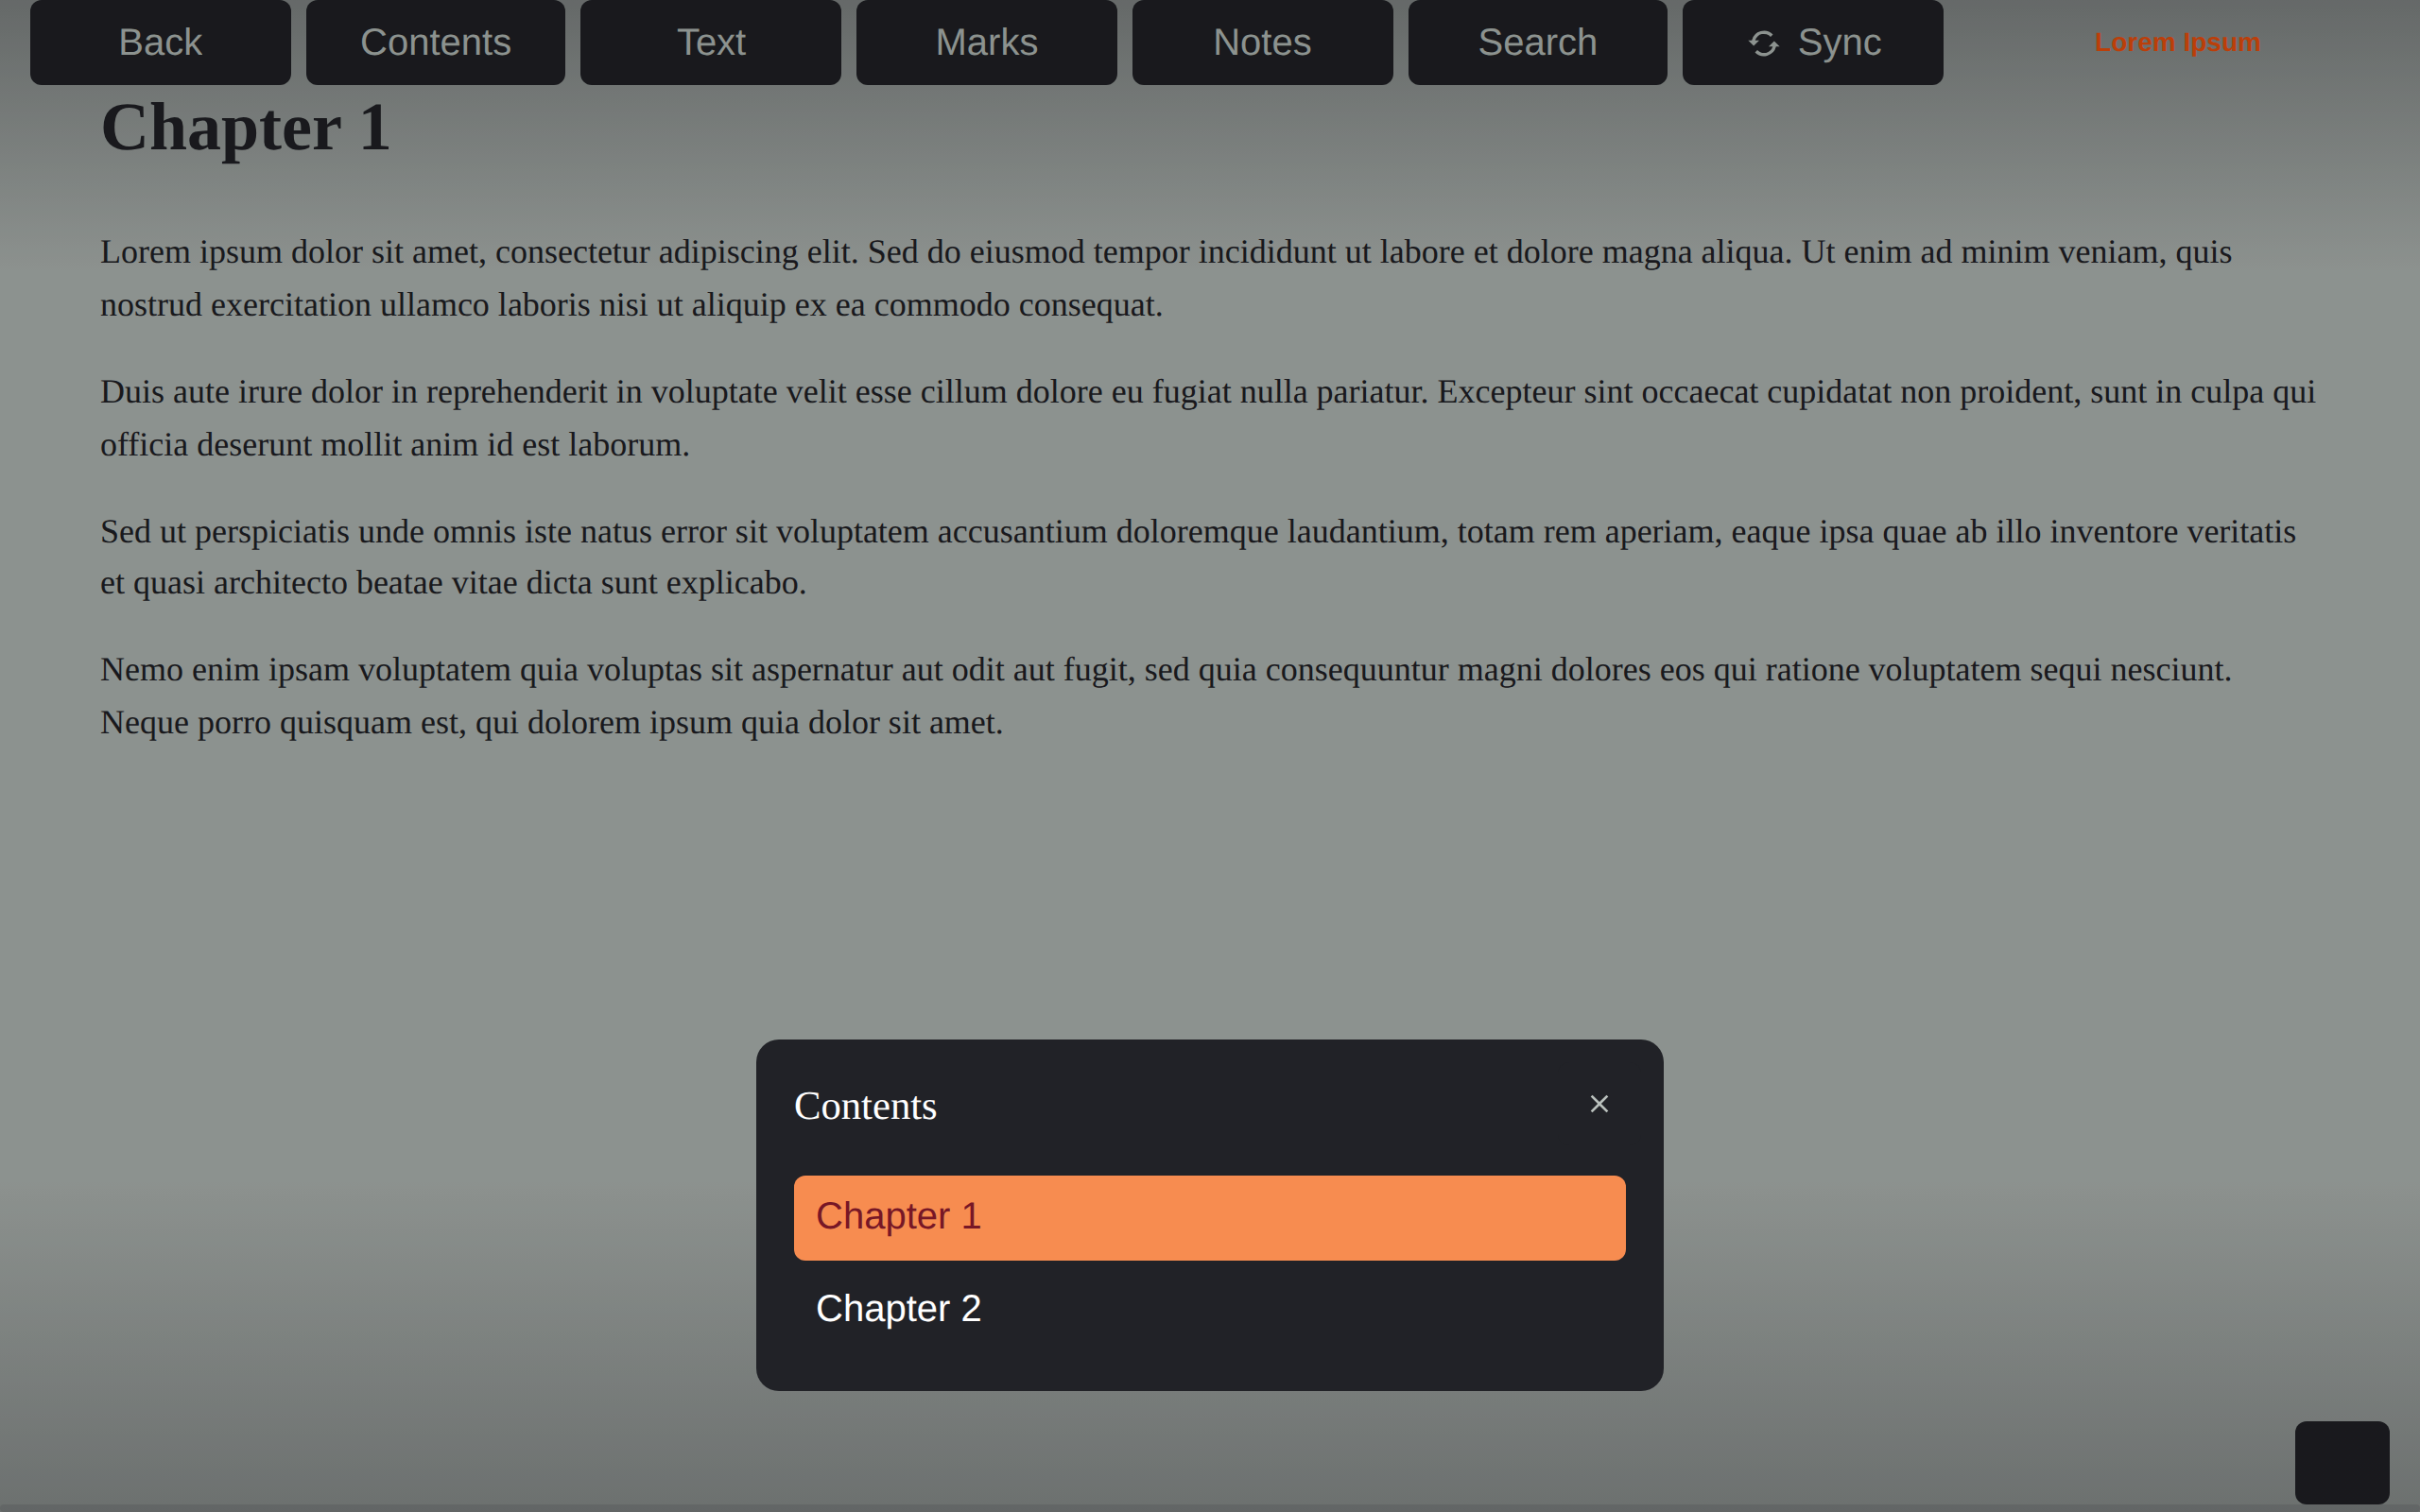 Back
Contents
Text
Marks
Notes
Search
Sync
Lorem Ipsum
Chapter 1
Lorem ipsum dolor sit amet, consectetur adipiscing elit. Sed do eiusmod tempor incididunt ut labore et dolore magna aliqua. Ut enim ad minim veniam, quis
nostrud exercitation ullamco laboris nisi ut aliquip ex ea commodo consequat.
Duis aute irure dolor in reprehenderit in voluptate velit esse cillum dolore eu fugiat nulla pariatur. Excepteur sint occaecat cupidatat non proident, sunt in culpa qui
officia deserunt mollit anim id est laborum.
Sed ut perspiciatis unde omnis iste natus error sit voluptatem accusantium doloremque laudantium, totam rem aperiam, eaque ipsa quae ab illo inventore veritatis
et quasi architecto beatae vitae dicta sunt explicabo.
Nemo enim ipsam voluptatem quia voluptas sit aspernatur aut odit aut fugit, sed quia consequuntur magni dolores eos qui ratione voluptatem sequi nesciunt.
Neque porro quisquam est, qui dolorem ipsum quia dolor sit amet.
Contents
Chapter 1
Chapter 2